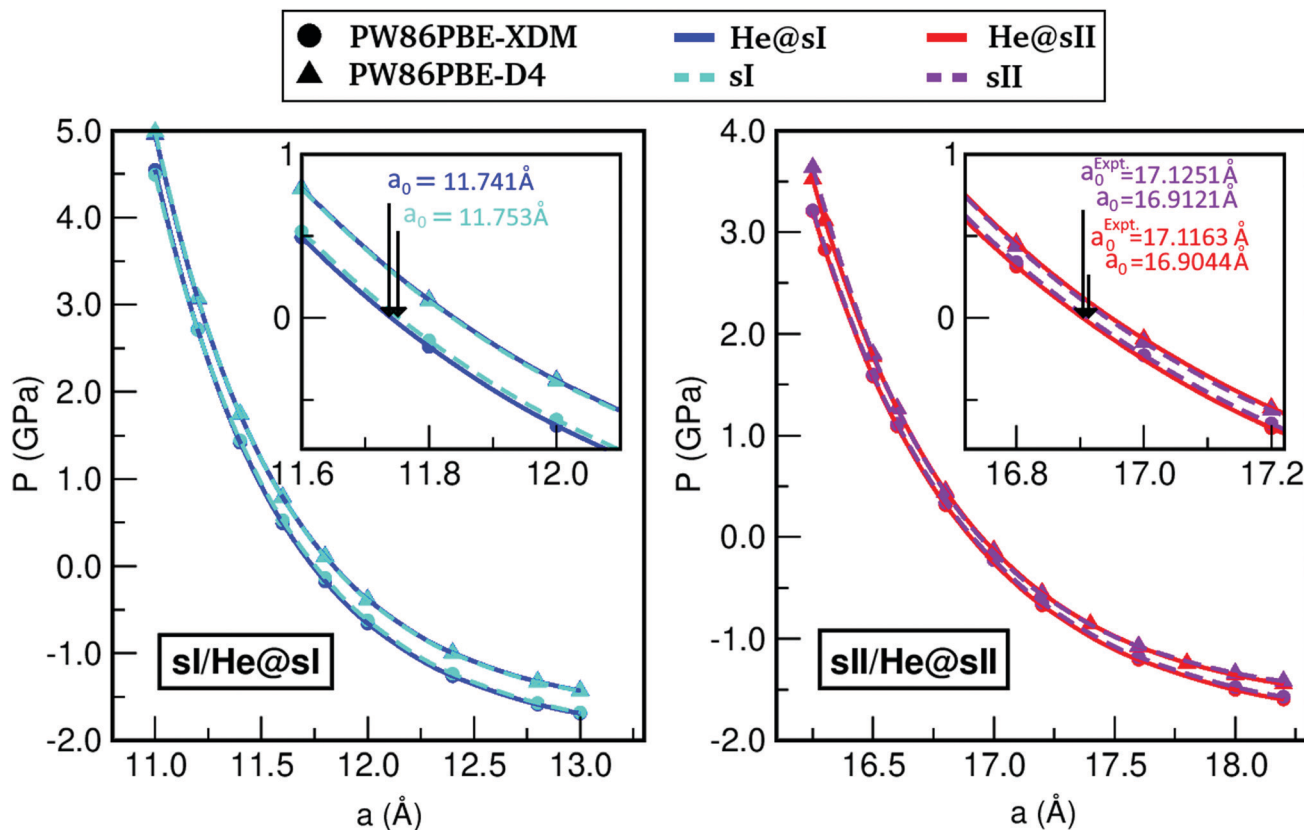 PW86PBE-XDM He@sI He@sII
PW86PBE-D4 sI sII
5.0
4.0
3.0
2.0
1.0
0.0
-1.0
-2.0
P (GPa)
11.0 11.5 12.0 12.5 13.0
a (Å)
sI/He@sI
1
0
11.6 11.8 12.0
a0 = 11.741Å
a0 = 11.753Å
4.0
3.0
2.0
1.0
0.0
-1.0
-2.0
P (GPa)
16.5 17.0 17.5 18.0
a (Å)
sII/He@sII
1
0
16.8 17.0 17.2
a0Expt.=17.1251Å
a0=16.9121Å
a0Expt.=17.1163 Å
a0=16.9044Å